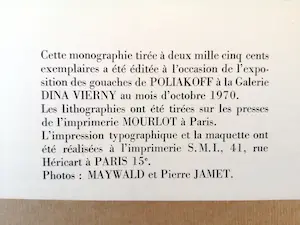 Cette monographie tirée à deux mille cinq cents
exemplaires a été éditée à l'occasion de l'expo-
sition des gouaches de POLIAKOFF à la Galerie
DINA VIERNY au mois d'octobre 1970.
Les lithographies ont été tirées sur les presses
de l'imprimerie MOURLOT à Paris.
L'impression typographique et la maquette ont
été réalisées à l'imprimerie S.M.I., 41, rue
Héricart à PARIS 15e.
Photos : MAYWALD et Pierre JAMET.